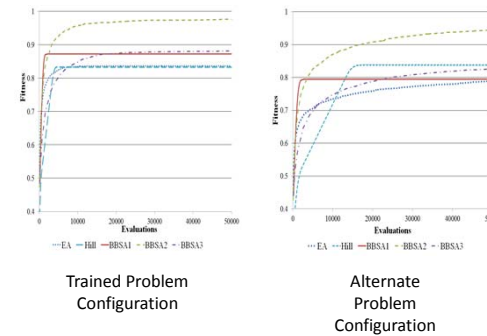 1
0.9
0.8
0.7
0.6
0.5
0.4
Fitness
0 10000 20000 30000 40000 50000
Evaluations
EA Hill BBSA1 BBSA2 BBSA3
Trained Problem
Configuration
1
0.9
0.8
0.7
0.6
0.5
0.4
Fitness
0 10000 20000 30000 40000
Evaluations
EA Hill BBSA1 BBSA2 BBSA3
Alternate
Problem
Configuration